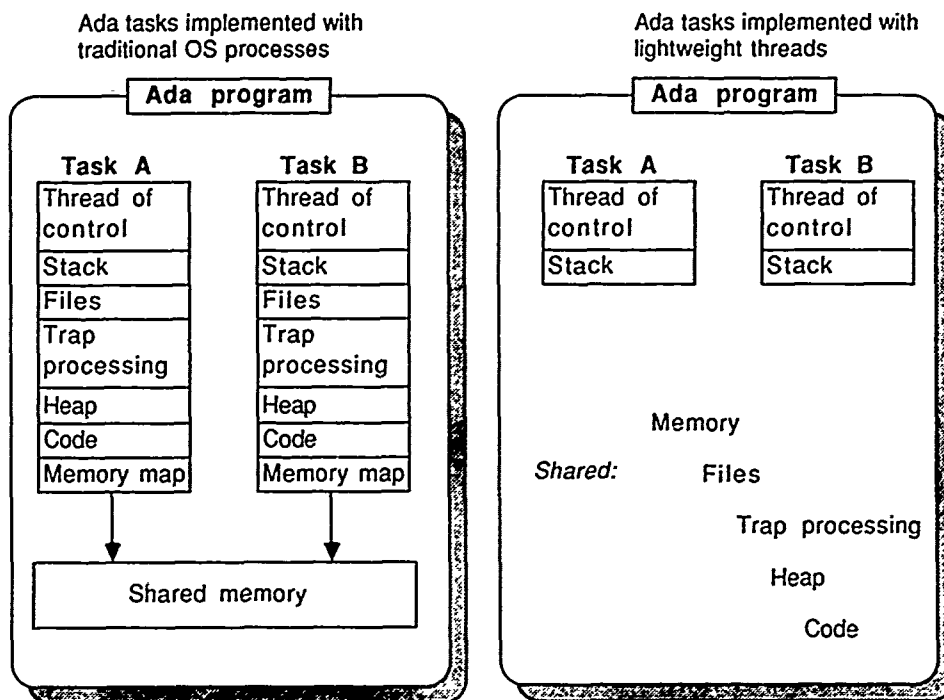 Ada tasks implemented with
traditional OS processes
Ada program
Task A
Thread of
control
Stack
Files
Trap
processing
Heap
Code
Memory map
Task B
Thread of
control
Stack
Files
Trap
processing
Heap
Code
Memory map
Shared memory
Ada tasks implemented with
lightweight threads
Ada program
Task A
Thread of
control
Stack
Task B
Thread of
control
Stack
Memory
Shared:
Files
Trap processing
Heap
Code